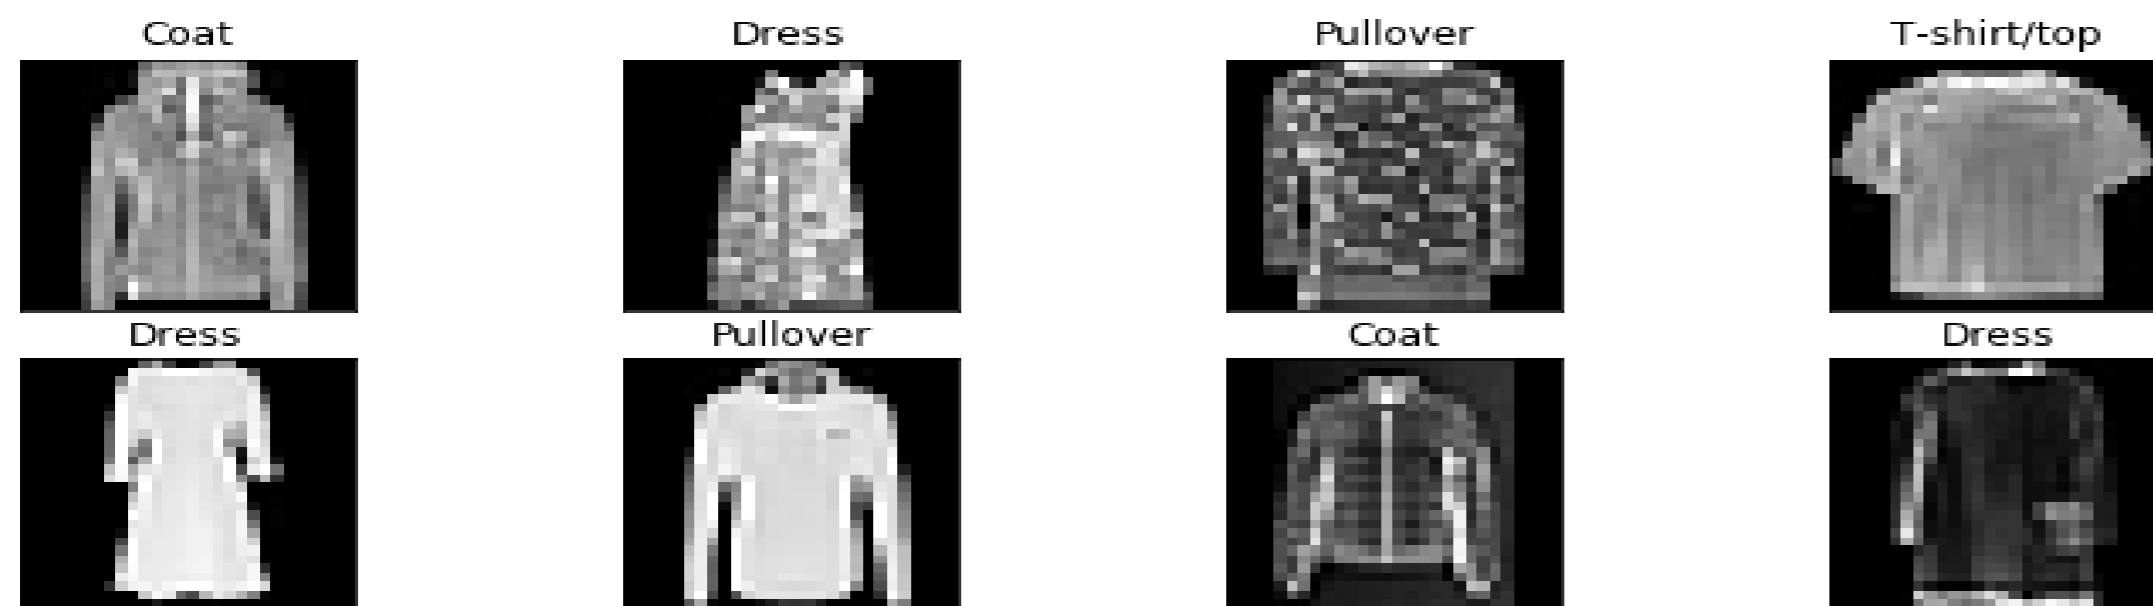 Coat Dress Pullover T-shirt/top
Dress Pullover Coat Dress